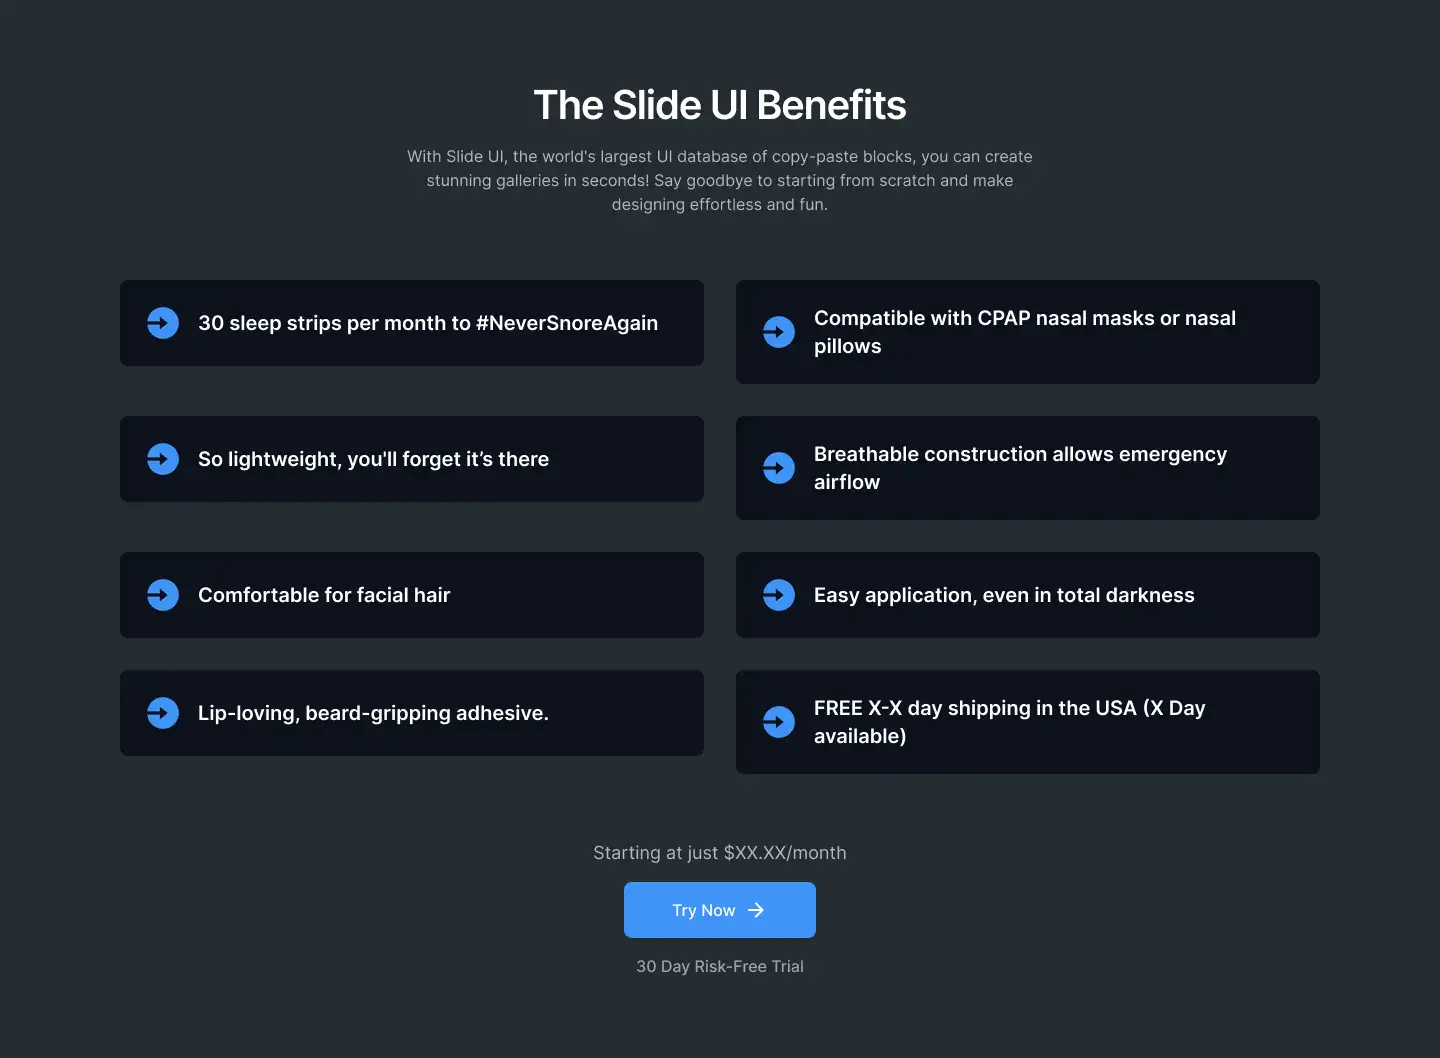 The Slide UI Benefits
With Slide UI, the world's largest UI database of copy-paste blocks, you can create
stunning galleries in seconds! Say goodbye to starting from scratch and make
designing effortless and fun.
30 sleep strips per month to #NeverSnoreAgain
Compatible with CPAP nasal masks or nasal
pillows
So lightweight, you'll forget it’s there
Breathable construction allows emergency
airflow
Comfortable for facial hair
Easy application, even in total darkness
Lip-loving, beard-gripping adhesive.
FREE X-X day shipping in the USA (X Day
available)
Starting at just $XX.XX/month
Try Now
30 Day Risk-Free Trial